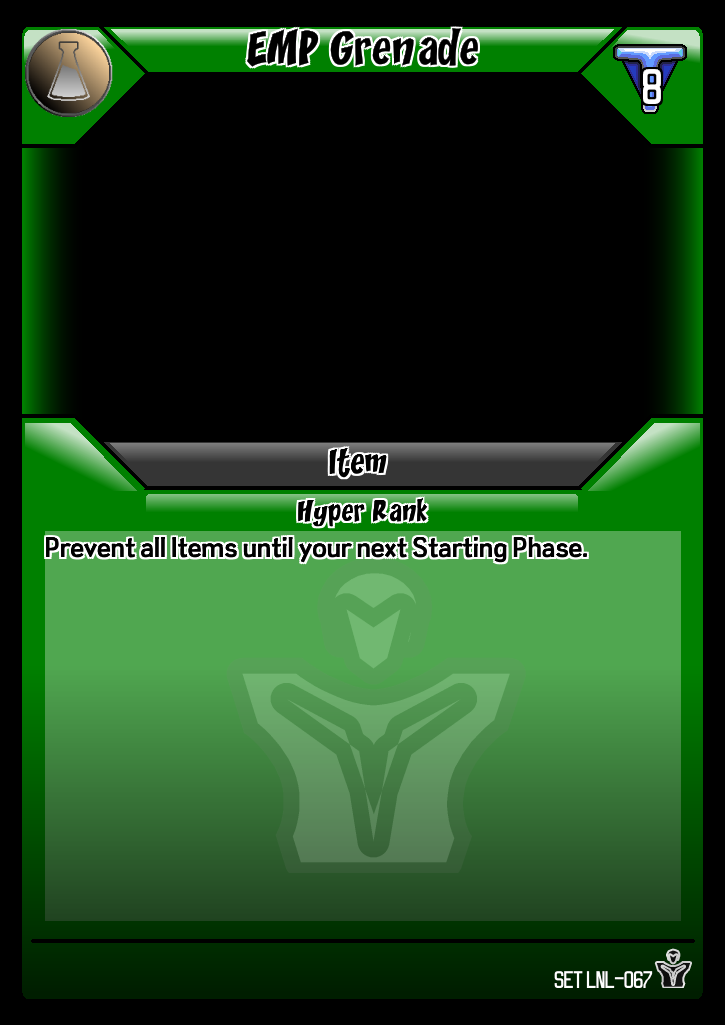 EMP Grenade
8
Item
Hyper Rank
Prevent all Items until your next Starting Phase.
SET LNL-067